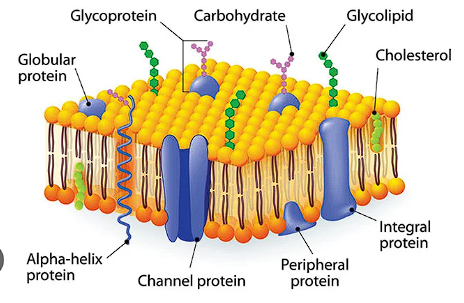 Glycoprotein
Carbohydrate
Glycolipid
Globular
protein
Cholesterol
Alpha-helix
protein
Channel protein
Peripheral
protein
Integral
protein